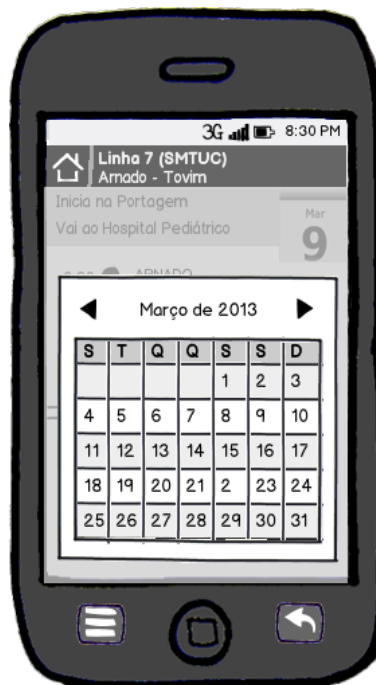 3G 8:30 PM
Linha 7 (SMTUC)
Arnado - Tovim
Inicia na Portagem
Vai ao Hospital Pediátrico
Mar
9
ARNADO
Março de 2013
S T Q Q S S D
1 2 3
4 5 6 7 8 9 10
11 12 13 14 15 16 17
18 19 20 21 2 23 24
25 26 27 28 29 30 31